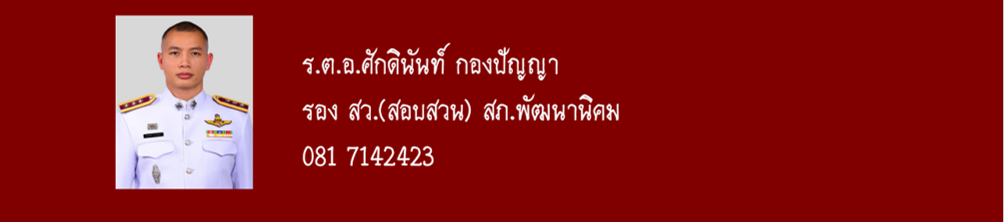 ร.ต.อ.ศักดินันท์ กองปัญญา
รอง สว.(สอบสวน) สภ.พัฒนานิคม
081 7142423